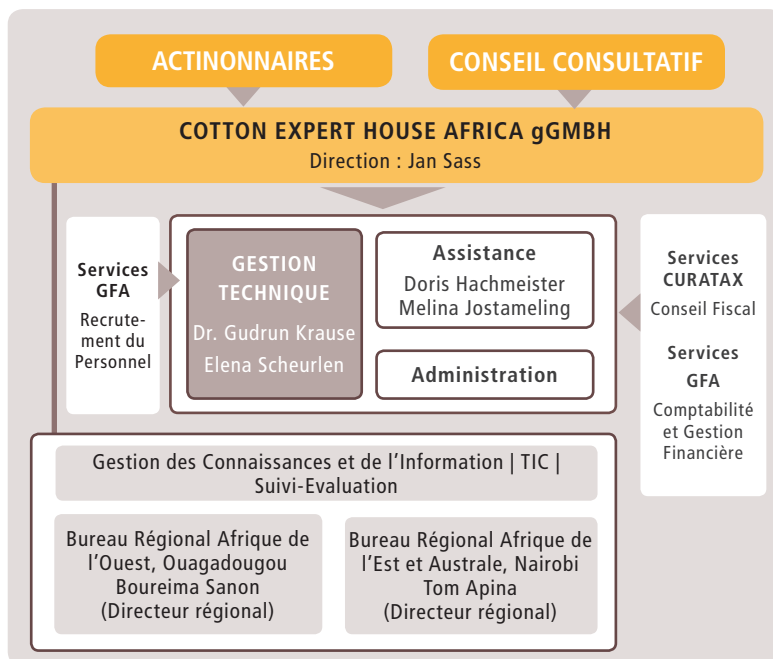 ACTINONNAIRES
CONSEIL CONSULTATIF
COTTON EXPERT HOUSE AFRICA gGMBH
Direction : Jan Sass
Services
GFA
Recrute-
ment du
Personnel
GESTION
TECHNIQUE
Dr. Gudrun Krause
Elena Scheurlen
Assistance
Doris Hachmeister
Melina Jostameling
Administration
Services
CURATAX
Conseil Fiscal
Services
GFA
Comptabilité
et Gestion
Financière
Gestion des Connaissances et de l’Information | TIC |
Suivi-Evaluation
Bureau Régional Afrique de
l’Ouest, Ouagadougou
Boureima Sanon
(Directeur régional)
Bureau Régional Afrique de
l'Est et Australe, Nairobi
Tom Apina
(Directeur régional)